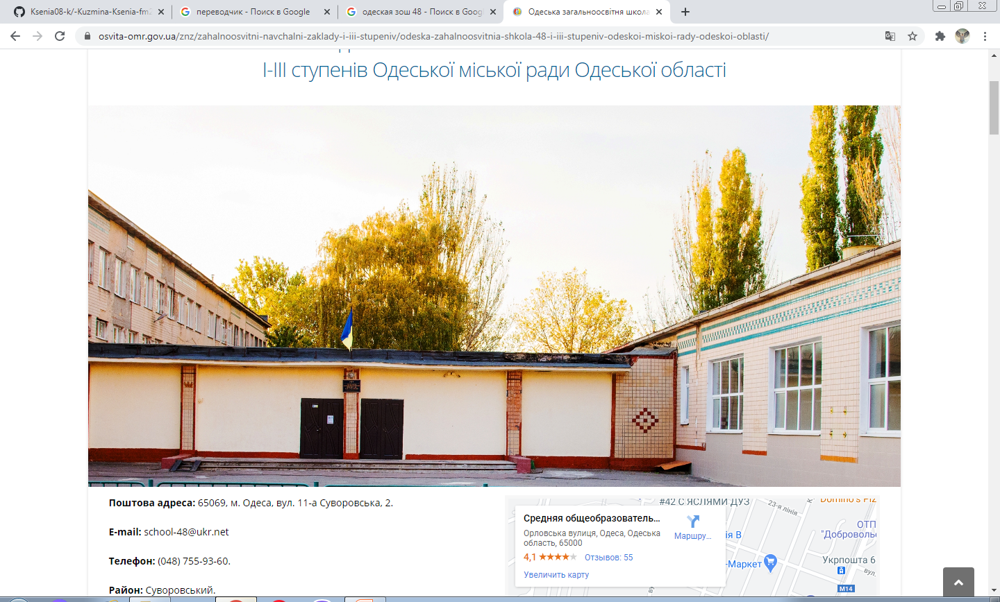 Ksenia08-k/-Kuzmina-Ksenia-fm2
переводчик - Поиск в Google
одеская зош 48 - Поиск в Goog
Одеська загальноосвітня школа
osvita-omr.gov.ua/znz/zahalnoosvitni-navchalni-zaklady-i-iii-stupeniv/odeska-zahalnoosvitnia-shkola-48-i-iii-stupeniv-odeskoi-miskoi-rady-odeskoi-oblasti/
І-ІІІ ступенів Одеської міської ради Одеської області
Поштова адреса: 65069, м. Одеса, вул. 11-а Суворовська, 2.
E-mail: school-48@ukr.net
Телефон: (048) 755-93-60.
Район: Суворовський.
#42 С ЯСЛЯМИ ДУЗ
Domino's Piz
23-я лінія
Средняя общеобразователь...
Орловська вулиця, Одеса, Одеська
область, 65000
4,1
Отзывов: 55
Увеличить карту
Маршру...
ія В
-Маркет
ОТП
"Доброволь
Укрпошта 6
вул.
M14